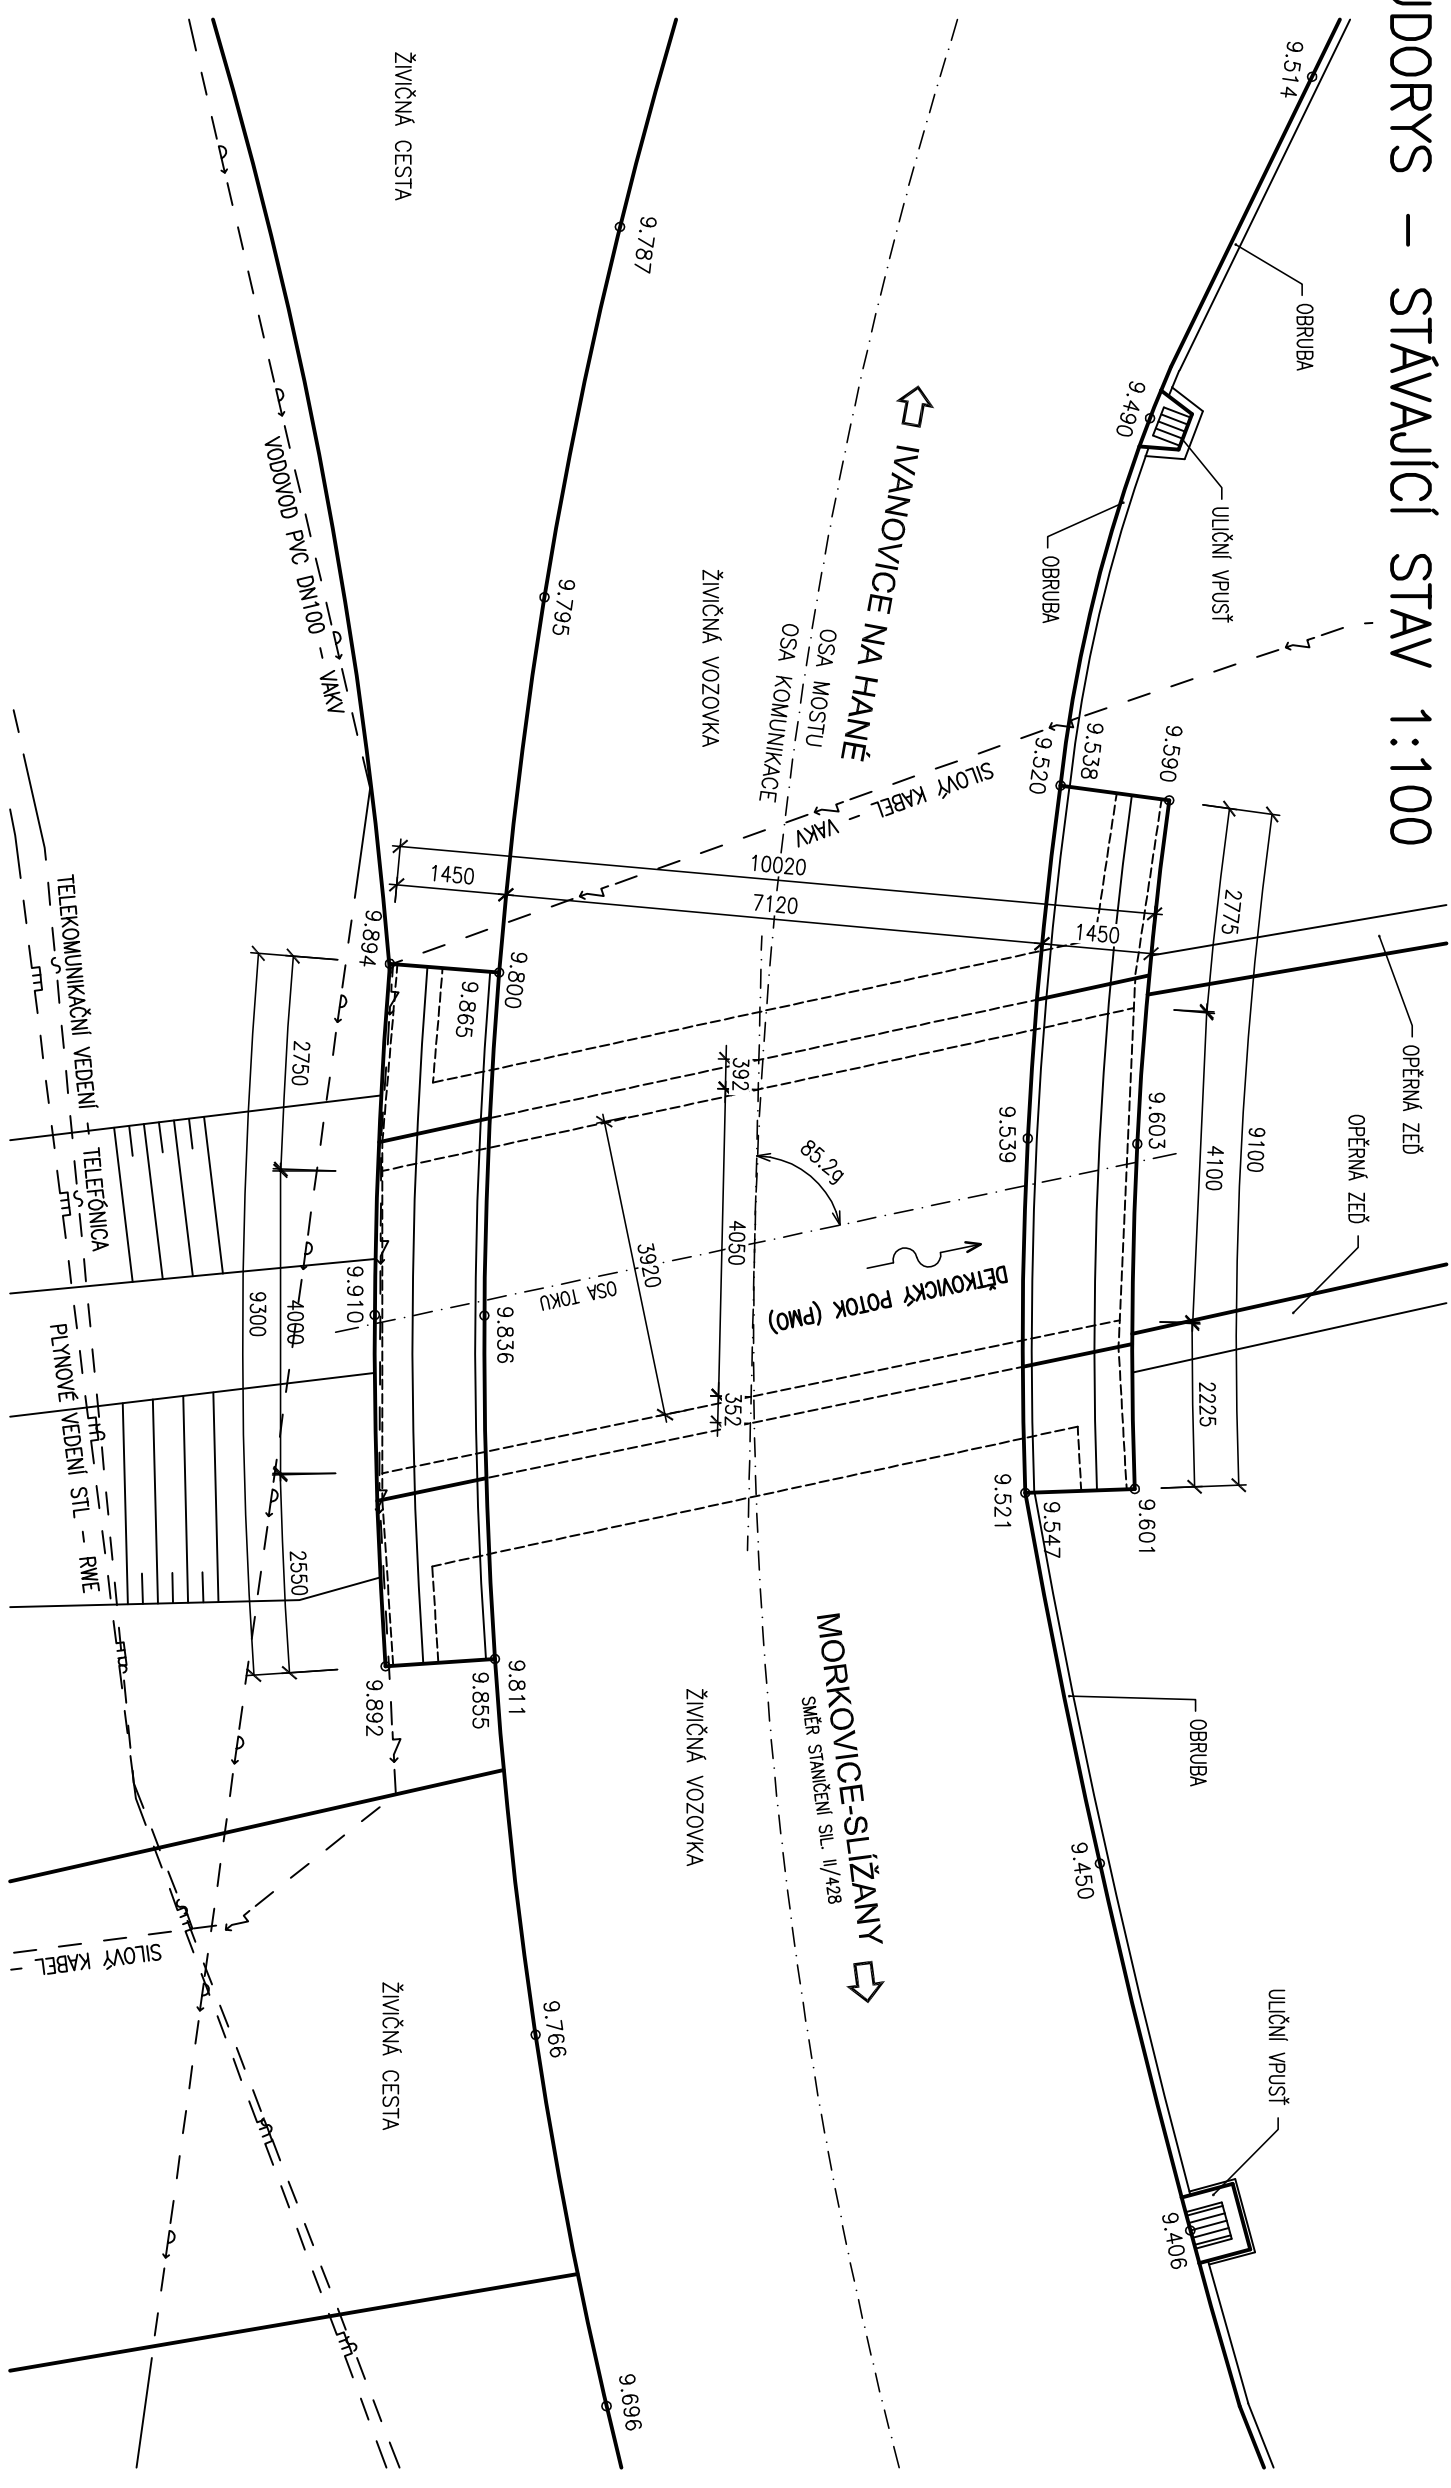 ŮDORYS – STÁVAJÍCÍ STAV 1:100
9.514
OBRUBA
9.490
ULIČNÍ VPUSŤ
OBRUBA
9.590
9.538
9.520
2775
9100
4100
2225
OPĚRNÁ ZEĎ
OPĚRNÁ ZEĎ
9.603
9.539
9.601
9.547
9.521
OBRUBA
9.450
ULIČNÍ VPUSŤ
9.406
IVANOVICE NA HANÉ
OSA MOSTU
OSA KOMUNIKACE
SILOVÝ KABEL - VAKV
10020
1450
7120
1450
392
4050
352
3920
85.2g
DĚTKOVICKÝ POTOK (PMO)
OSA TOKU
MORKOVICE-SLÍŽANY
SMĚR STANIČENÍ SIL. II/428
ŽIVIČNÁ VOZOVKA
ŽIVIČNÁ VOZOVKA
9.787
9.795
9.800
9.865
9.836
9.811
9.855
9.766
9.696
ŽIVIČNÁ CESTA
ŽIVIČNÁ CESTA
9.894
9.910
9.892
2750
4000
2550
9300
VODOVOD PVC DN100 - VAKV
TELEKOMUNIKAČNÍ VEDENÍ - TELEFÓNICA
PLYNOVÉ VEDENÍ STL - RWE
SILOVÝ KABEL -